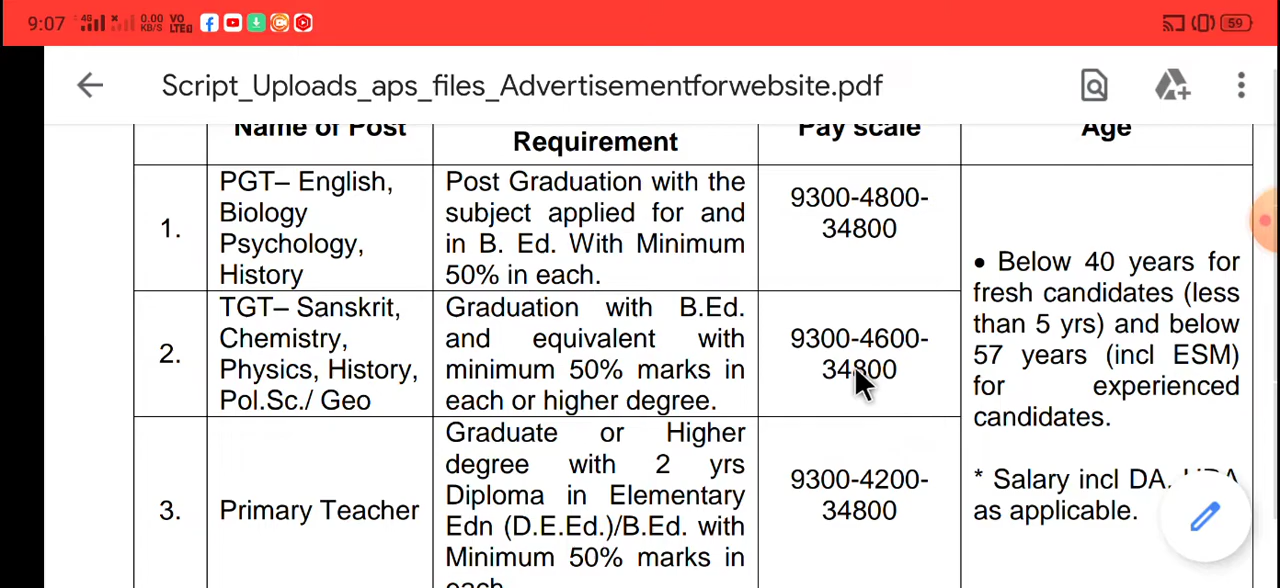 9:07 4G 0.00 KB/S VO LTE 59
Script_Uploads_aps_files_Advertisementforwebsite.pdf
Name of Post
Requirement
Pay scale
Age
1.
PGT– English,
Biology
Psychology,
History
Post Graduation with the
subject applied for and
in B. Ed. With Minimum
50% in each.
9300-4800-
34800
2.
TGT– Sanskrit,
Chemistry,
Physics, History,
Pol.Sc./ Geo
Graduation with B.Ed.
and equivalent with
minimum 50% marks in
each or higher degree.
9300-4600-
34800
3.
Primary Teacher
Graduate or Higher
degree with 2 yrs
Diploma in Elementary
Edn (D.E.Ed.)/B.Ed. with
Minimum 50% marks in
each
9300-4200-
34800
• Below 40 years for
fresh candidates (less
than 5 yrs) and below
57 years (incl ESM)
for experienced
candidates.
* Salary incl DA,
as applicable.